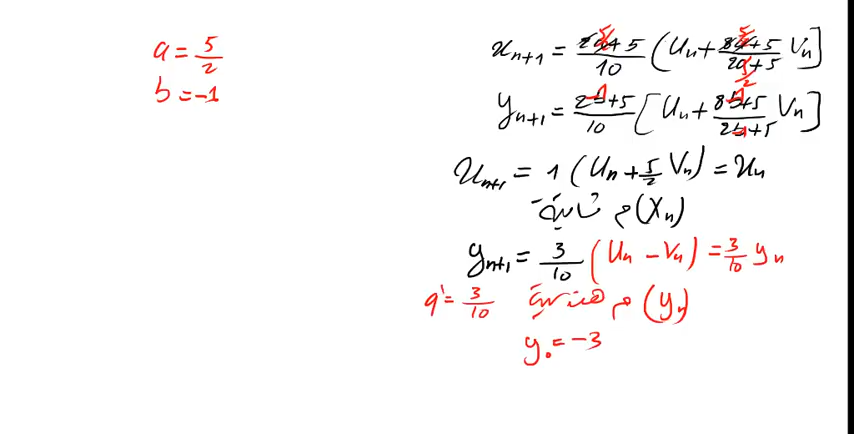 a = 5/2
b = -1
x_{n+1} = (2a+5)/10 (U_n + (8a+5)/(2a+5) V_n]
y_{n+1} = (2b+5)/10 [U_n + (8b+5)/(2b+5) V_n]
x_{n+1} = 1 (U_n + 5/2 V_n) = x_n
(X_n) م ثابتة
y_{n+1} = 3/10 (U_n - V_n) = 3/10 y_n
(y_n) م هندسية q' = 3/10
y_0 = -3